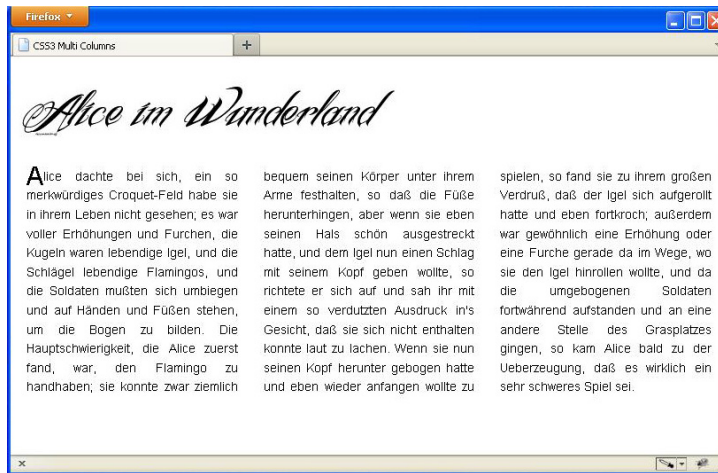 Firefox
CSS3 Multi Columns
Alice im Wunderland
Alice dachte bei sich, ein so
merkwürdiges Croquet-Feld habe sie
in ihrem Leben nicht gesehen; es war
voller Erhöhungen und Furchen, die
Kugeln waren lebendige Igel, und die
Schlägel lebendige Flamingos, und
die Soldaten mußten sich umbiegen
und auf Händen und Füßen stehen,
um die Bogen zu bilden. Die
Hauptschwierigkeit, die Alice zuerst
fand, war, den Flamingo zu
handhaben; sie konnte zwar ziemlich
bequem seinen Körper unter ihrem
Arme festhalten, so daß die Füße
herunterhingen, aber wenn sie eben
seinen Hals schön ausgestreckt
hatte, und dem Igel nun einen Schlag
mit seinem Kopf geben wollte, so
richtete er sich auf und sah ihr mit
einem so verdutzten Ausdruck in's
Gesicht, daß sie sich nicht enthalten
konnte laut zu lachen. Wenn sie nun
seinen Kopf herunter gebogen hatte
und eben wieder anfangen wollte zu
spielen, so fand sie zu ihrem großen
Verdruß, daß der Igel sich aufgerollt
hatte und eben fortkroch; außerdem
war gewöhnlich eine Erhöhung oder
eine Furche gerade da im Wege, wo
sie den Igel hinrollen wollte, und da
die umgebogenen Soldaten
fortwährend aufstanden und an eine
andere Stelle des Grasplatzes
gingen, so kam Alice bald zu der
Ueberzeugung, daß es wirklich ein
sehr schweres Spiel sei.